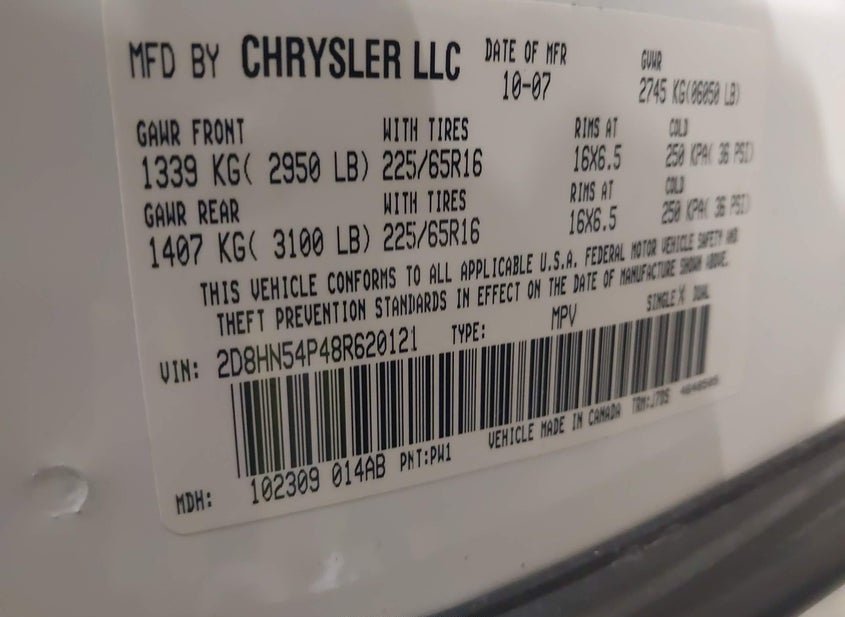 MFD BY CHRYSLER LLC DATE OF MFR GVWR
10-07 2745 KG(06050 LB)
GAWR FRONT WITH TIRES RIMS AT COLD
1339 KG( 2950 LB) 225/65R16 16X6.5 250 KPA( 36 PSI)
GAWR REAR WITH TIRES RIMS AT COLD
1407 KG( 3100 LB) 225/65R16 16X6.5 250 KPA( 36 PSI)
THIS VEHICLE CONFORMS TO ALL APPLICABLE U.S.A. FEDERAL MOTOR VEHICLE SAFETY AND
THEFT PREVENTION STANDARDS IN EFFECT ON THE DATE OF MANUFACTURE SHOWN ABOVE.
VIN: 2D8HN54P48R620121 TYPE: MPV SINGLE X DUAL
MDH: 102309 014AB PNT:PW1 VEHICLE MADE IN CANADA TRM:J7DS